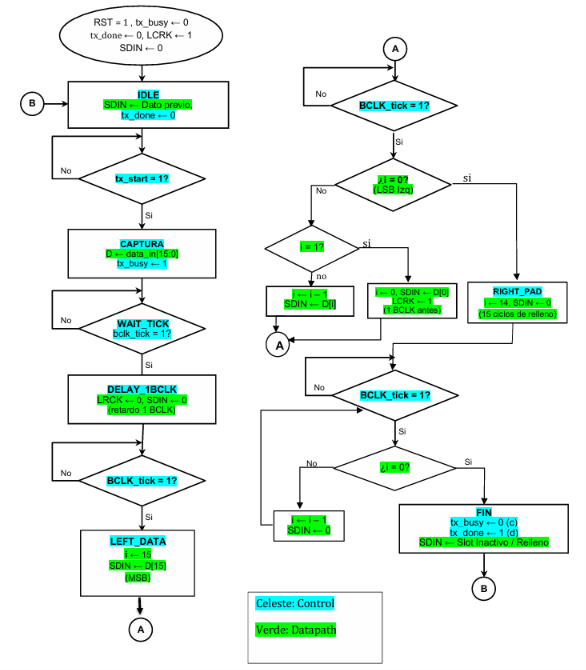 RST = 1 , tx_busy ← 0
tx_done ← 0, LCRK ← 1
SDIN ← 0
B
IDLE
SDIN ← Dato previo,
tx_done ← 0
No
tx_start = 1?
Si
CAPTURA
D ← data_in[15:0]
tx_busy ← 1
No
WAIT_TICK
bclk_tick = 1?
Si
DELAY_1BCLK
LRCK ← 0, SDIN ← 0
(retardo 1 BCLK)
No
BCLK_tick = 1?
Si
LEFT_DATA
i ← 15
SDIN ← D[15]
(MSB)
A
A
No
BCLK_tick = 1?
Si
¿i = 0?
(LSB Izq)
si
No
i = 1?
si
no
i ← i − 1
SDIN ← D[i]
i ← 0, SDIN ← D[0]
LCRK ← 1
(1 BCLK antes)
RIGHT_PAD
i ← 14, SDIN ← 0
(15 ciclos de relleno)
A
No
BCLK_tick = 1?
Si
¿i = 0?
No
Si
i ← i − 1
SDIN ← 0
FIN
tx_busy ← 0 (c)
tx_done ← 1 (d)
SDIN ← Slot Inactivo / Relleno
B
Celeste: Control
Verde: Datapath